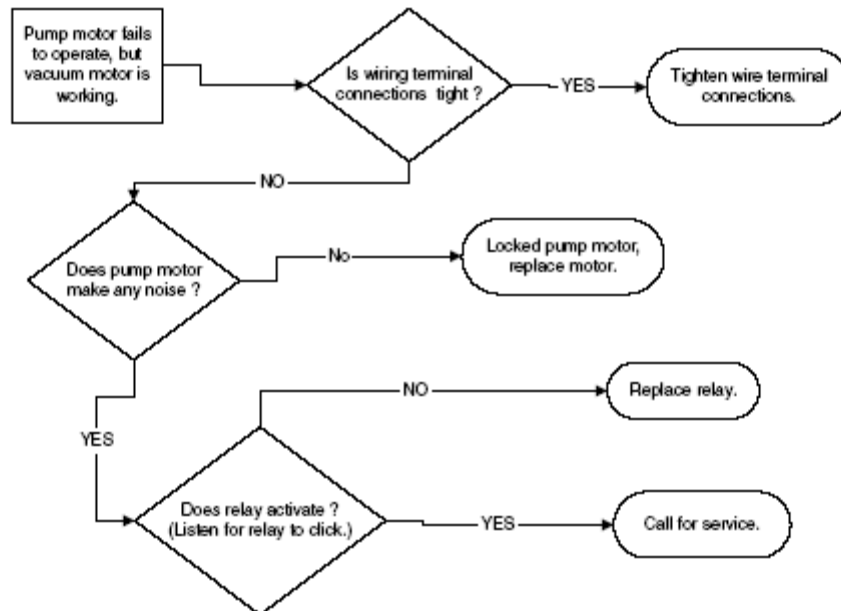 Pump motor fails
to operate, but
vacuum motor is
working.
Is wiring terminal
connections tight ?
YES
Tighten wire terminal
connections.
NO
Does pump motor
make any noise ?
No
Locked pump motor,
replace motor.
YES
NO
Replace relay.
Does relay activate ?
(Listen for relay to click.)
YES
Call for service.